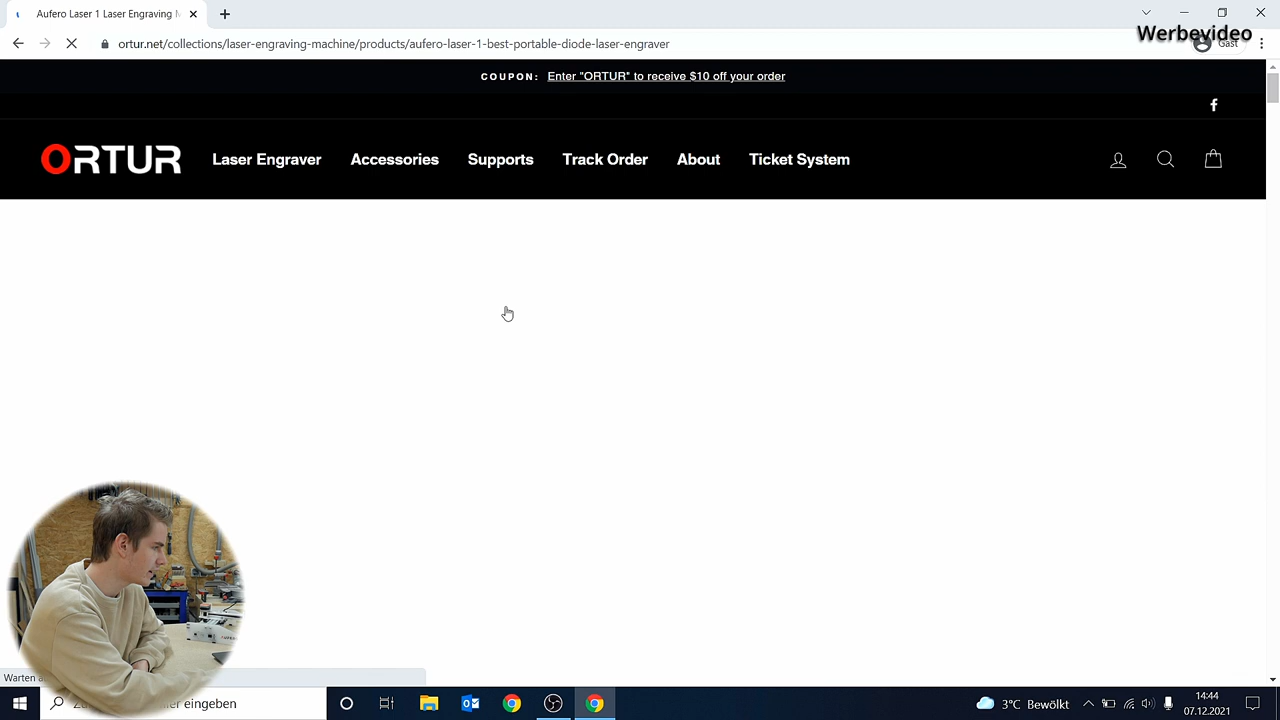 Aufero Laser 1 Laser Engraving
ortur.net/collections/laser-engraving-machine/products/aufero-laser-1-best-portable-diode-laser-engraver
Werbevideo
Gast
COUPON: Enter "ORTUR" to receive $10 off your order
ORTUR Laser Engraver Accessories Supports Track Order About Ticket System
Warten
eingeben
3°C Bewölkt
14:44
07.12.2021